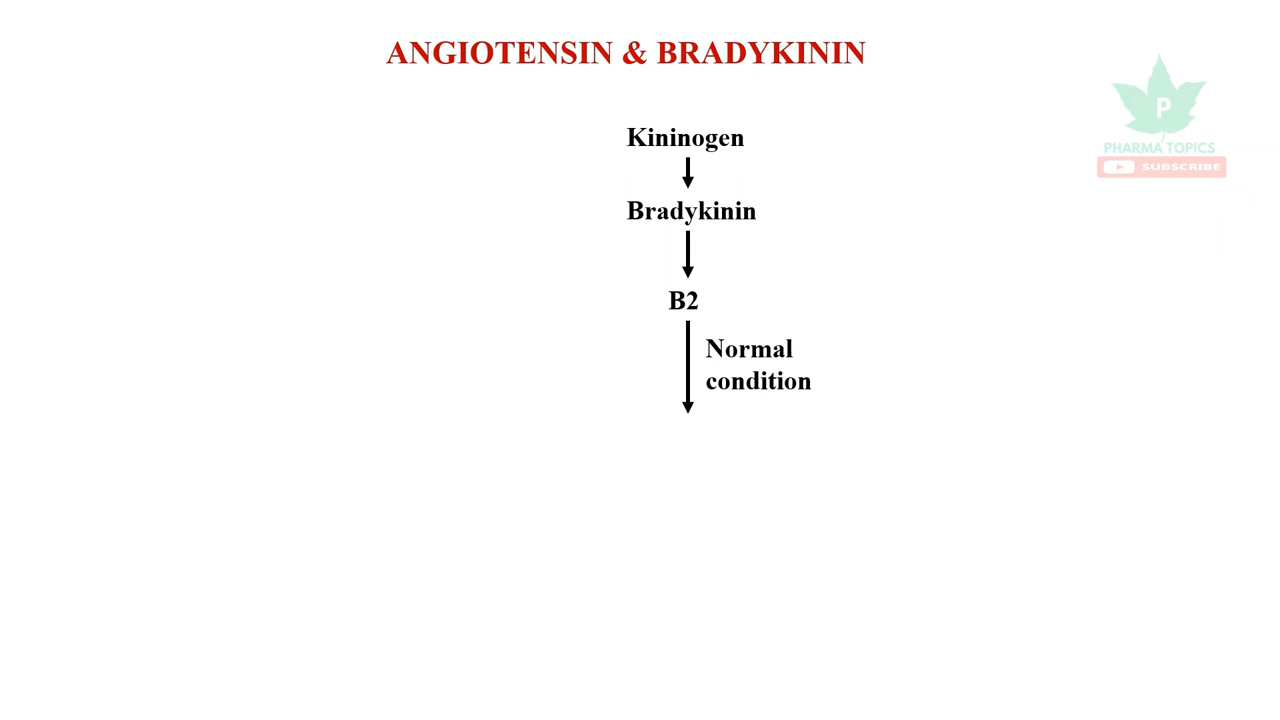 ANGIOTENSIN & BRADYKININ
Kininogen
Bradykinin
B2
Normal
condition
P
PHARMA TOPICS
SUBSCRIBE